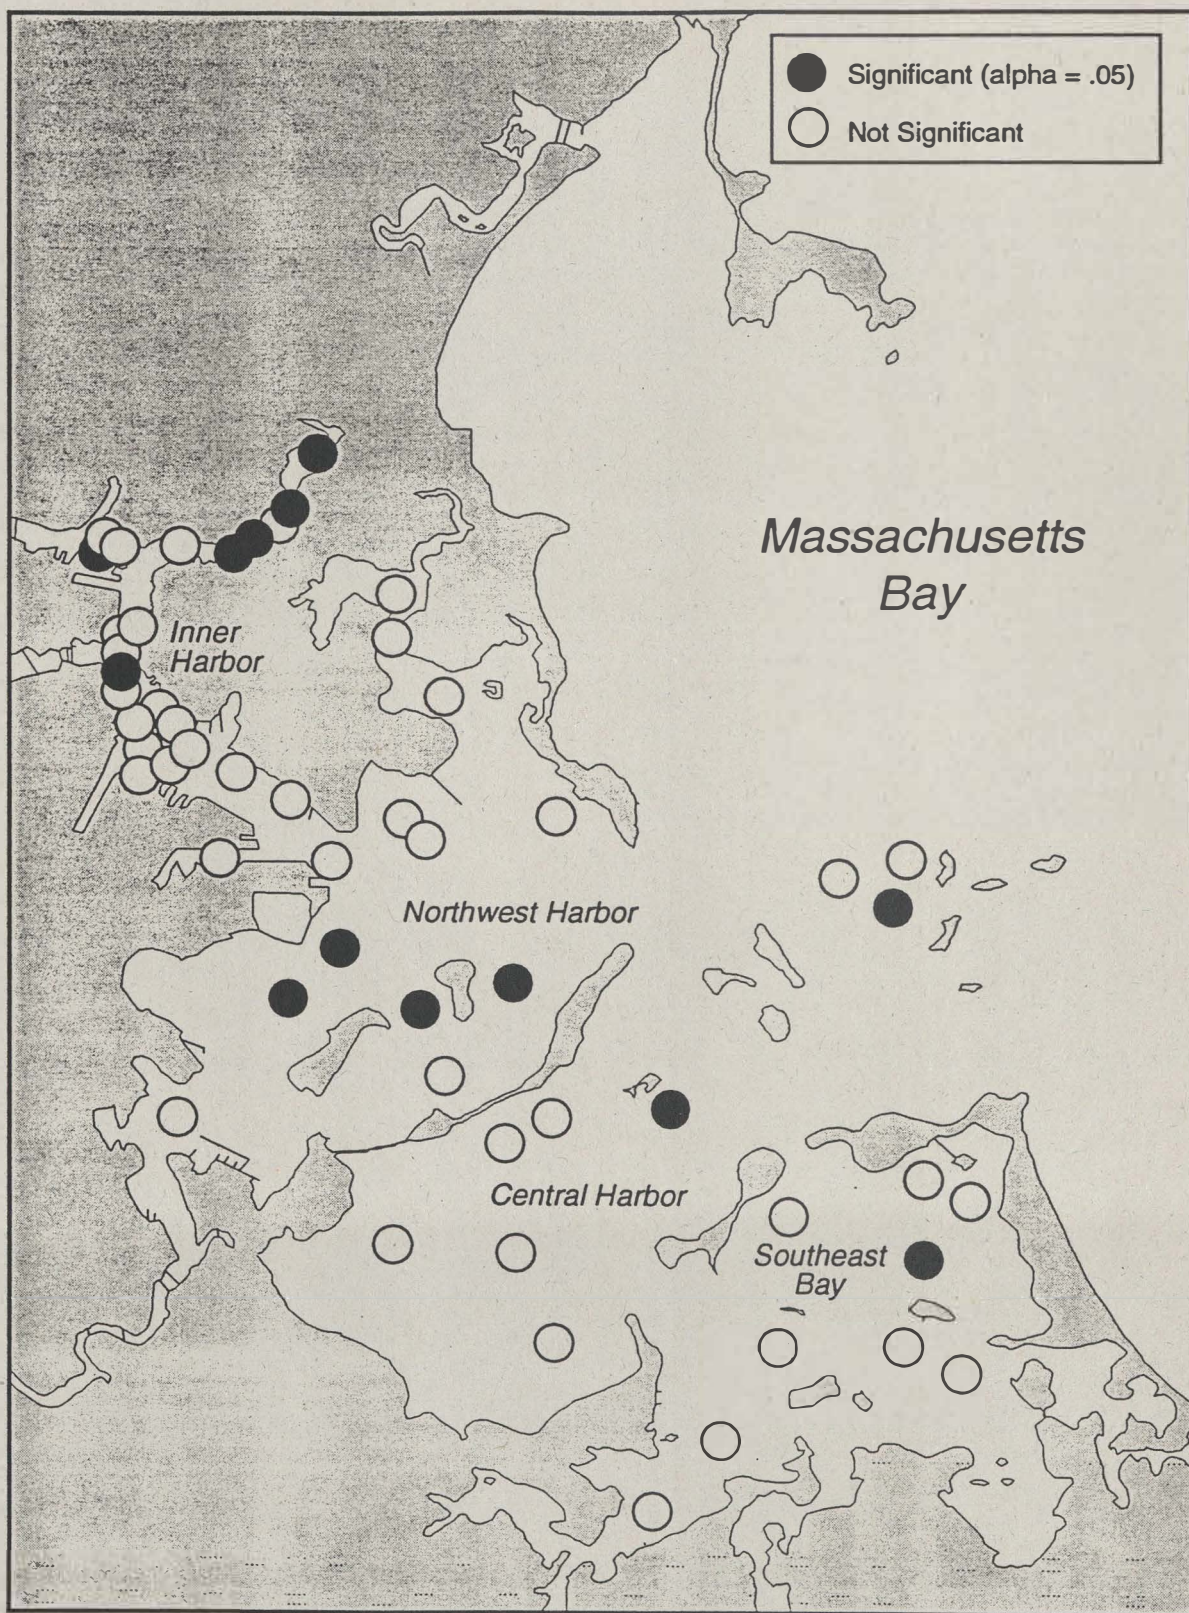 Significant (alpha = .05)
Not Significant
Massachusetts
Bay
Inner
Harbor
Northwest Harbor
Central Harbor
Southeast
Bay